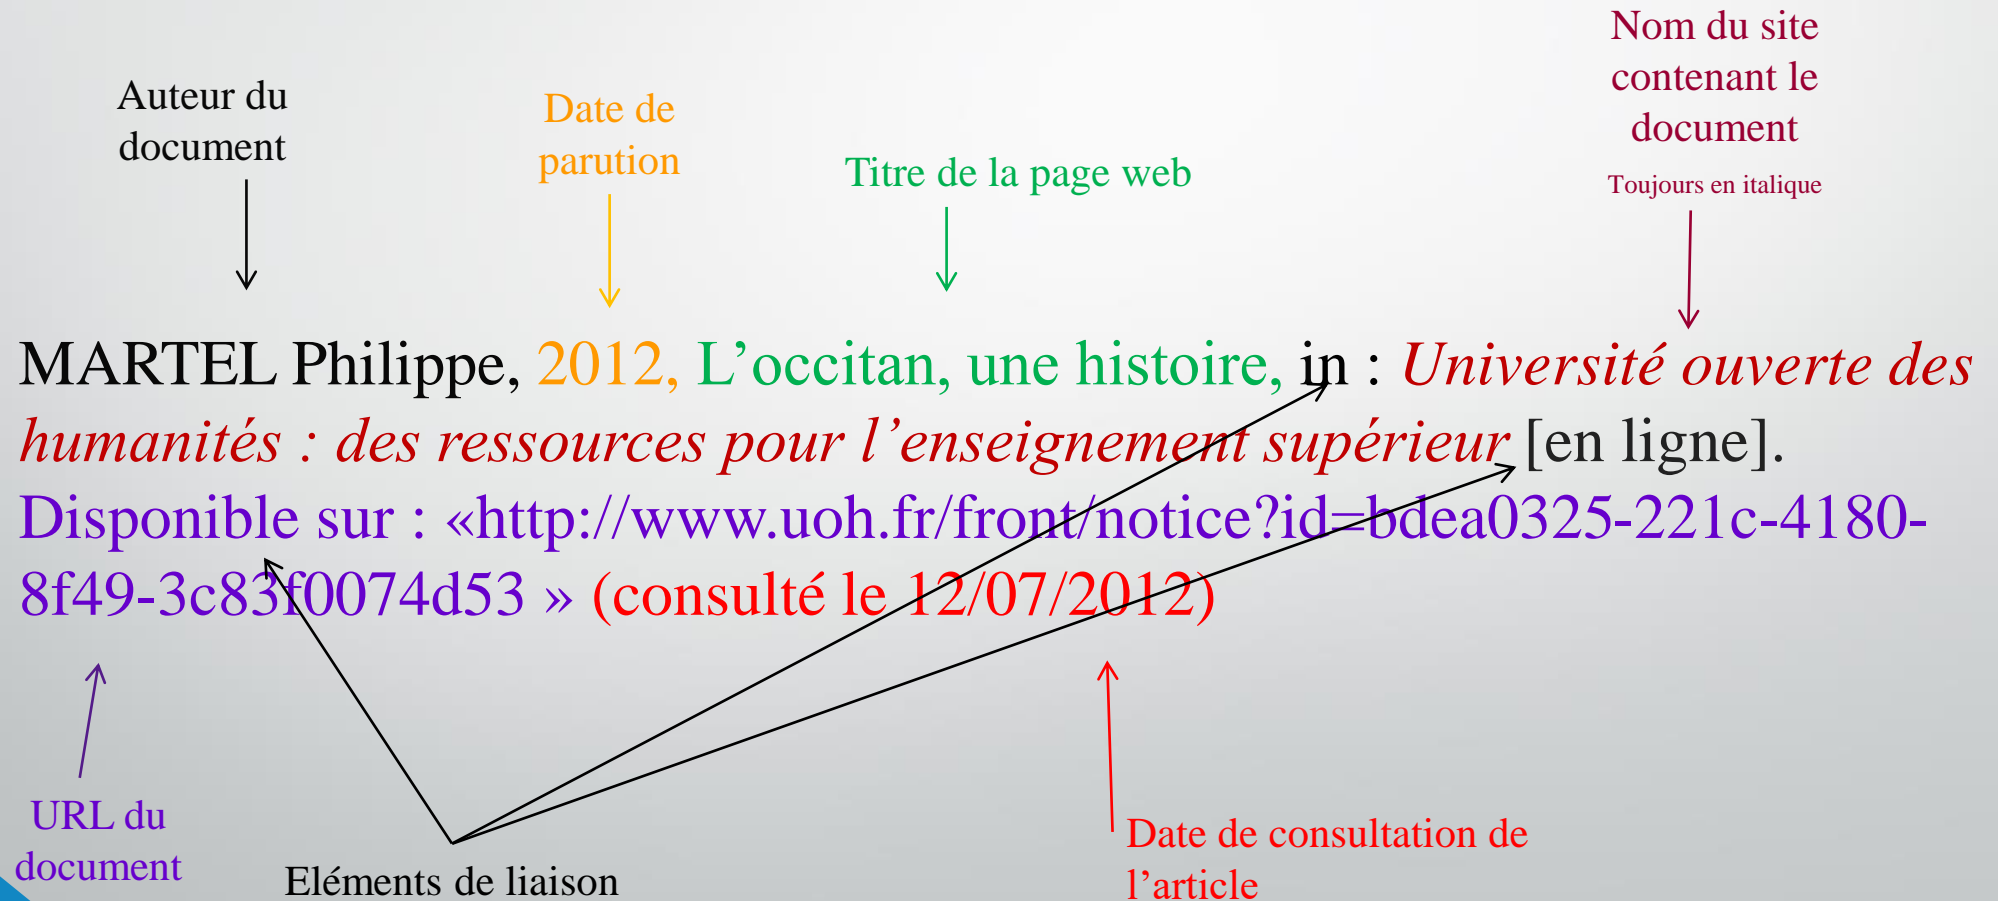 Nom du site
contenant le
document
Toujours en italique
Auteur du
document
Date de
parution
Titre de la page web
MARTEL Philippe, 2012, L’occitan, une histoire, in : Université ouverte des
humanités : des ressources pour l’enseignement supérieur [en ligne].
Disponible sur : «http://www.uoh.fr/front/notice?id=bdea0325-221c-4180-
8f49-3c83f0074d53 » (consulté le 12/07/2012)
URL du
document
Eléments de liaison
Date de consultation de
l’article